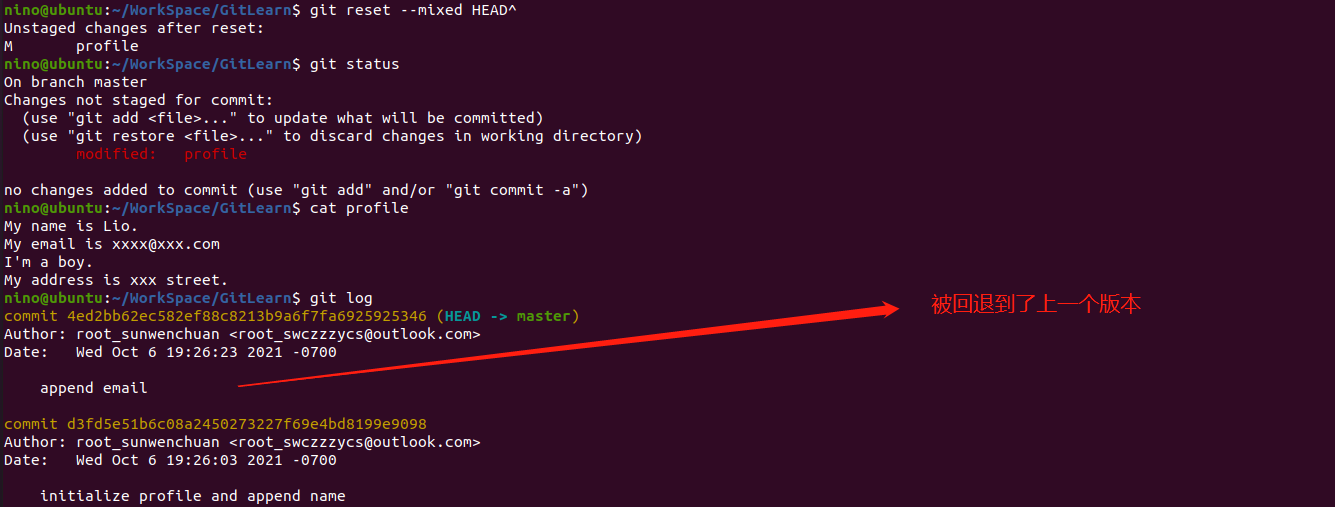 nino@ubuntu:~/WorkSpace/GitLearn$ git reset --mixed HEAD^
Unstaged changes after reset:
M       profile
nino@ubuntu:~/WorkSpace/GitLearn$ git status
On branch master
Changes not staged for commit:
  (use "git add <file>..." to update what will be committed)
  (use "git restore <file>..." to discard changes in working directory)
        modified:   profile
no changes added to commit (use "git add" and/or "git commit -a")
nino@ubuntu:~/WorkSpace/GitLearn$ cat profile
My name is Lio.
My email is xxxx@xxx.com
I'm a boy.
My address is xxx street.
nino@ubuntu:~/WorkSpace/GitLearn$ git log
commit 4ed2bb62ec582ef88c8213b9a6f7fa6925925346 (HEAD -> master)
Author: root_sunwenchuan <root_swczzzycs@outlook.com>
Date:   Wed Oct 6 19:26:23 2021 -0700
    append email
被回退到了上一个版本
commit d3fd5e51b6c08a2450273227f69e4bd8199e9098
Author: root_sunwenchuan <root_swczzzycs@outlook.com>
Date:   Wed Oct 6 19:26:03 2021 -0700
    initialize profile and append name